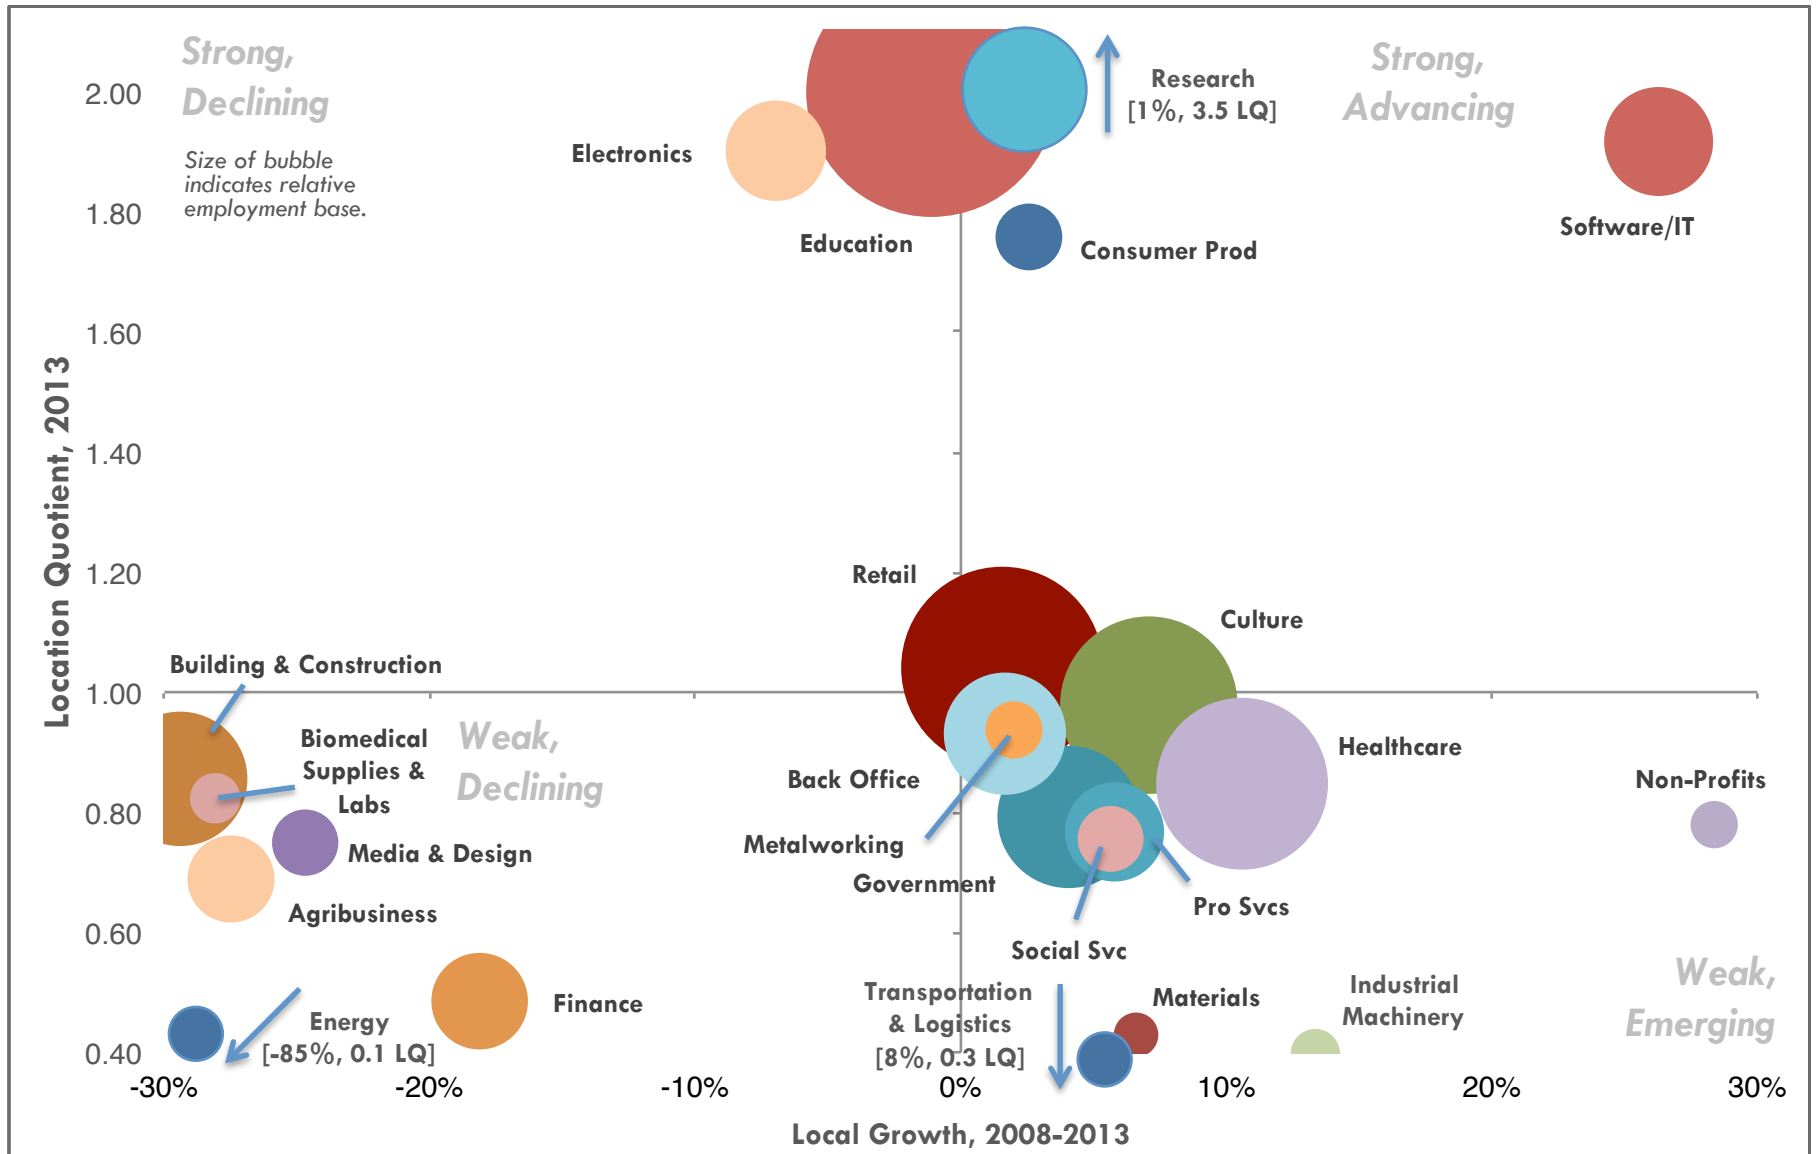 Strong,
Declining
Size of bubble
indicates relative
employment base.
Strong,
Advancing
Research
[1%, 3.5 LQ]
Electronics
Education
Consumer Prod
Software/IT
Location Quotient, 2013
2.00
1.80
1.60
1.40
1.20
1.00
0.80
0.60
0.40
Retail
Culture
Building & Construction
Biomedical
Supplies &
Labs
Weak,
Declining
Back Office
Healthcare
Non-Profits
Metalworking
Media & Design
Government
Agribusiness
Pro Svcs
Social Svc
Finance
Energy
[-85%, 0.1 LQ]
Transportation
& Logistics
[8%, 0.3 LQ]
Materials
Industrial
Machinery
Weak,
Emerging
-30%
-20%
-10%
0%
10%
20%
30%
Local Growth, 2008-2013